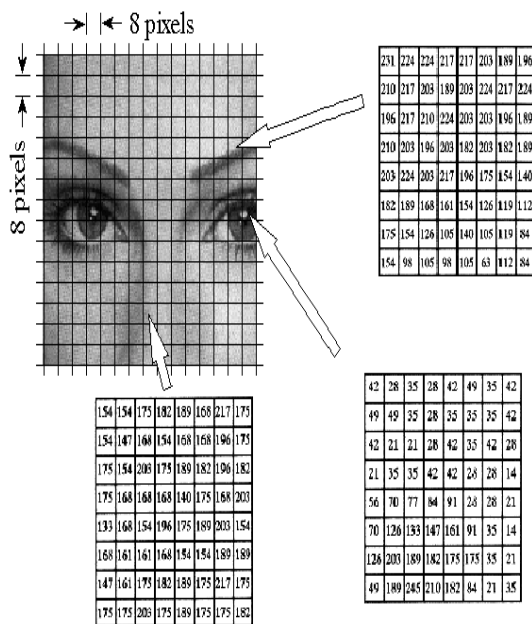 8 pixels
8 pixels
231 224 224 217 217 203 189 196
210 217 203 189 203 224 217 224
196 217 210 224 203 203 196 189
210 203 196 203 182 203 182 189
203 224 203 217 196 175 154 140
182 189 168 161 154 126 119 112
175 154 126 105 140 105 119 84
154 98 105 98 105 63 112 84
42 28 35 28 42 49 35 42
49 49 35 28 35 35 35 42
42 21 21 28 42 35 42 28
21 35 35 42 42 28 28 14
56 70 77 84 91 28 28 21
70 126 133 147 161 91 35 14
126 203 189 182 175 175 35 21
49 189 245 210 182 84 21 35
154 154 175 182 189 168 217 175
154 147 168 154 168 168 196 175
175 154 203 175 189 182 196 182
175 168 168 168 140 175 168 203
133 168 154 196 175 189 203 154
168 161 161 168 154 154 189 189
147 161 175 182 189 175 217 175
175 175 203 175 189 175 175 182